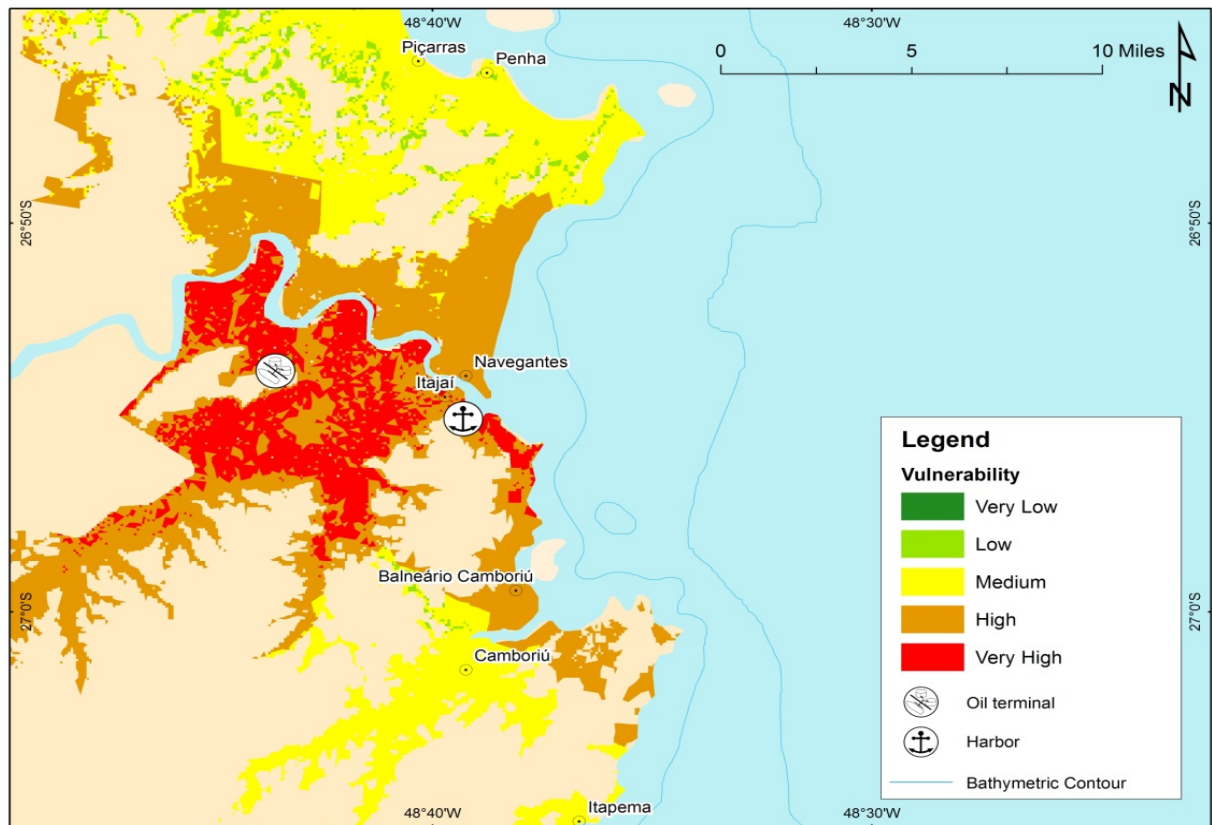 48°40'W
48°30'W
Piçarras
Penha
0 5 10 Miles
N
26°50'S
26°50'S
Navegantes
Itajaí
Legend
Vulnerability
Very Low
Low
Medium
High
Very High
Oil terminal
Harbor
Bathymetric Contour
Balneário Camboriú
27°0'S
27°0'S
Camboriú
Itapema
48°40'W
48°30'W